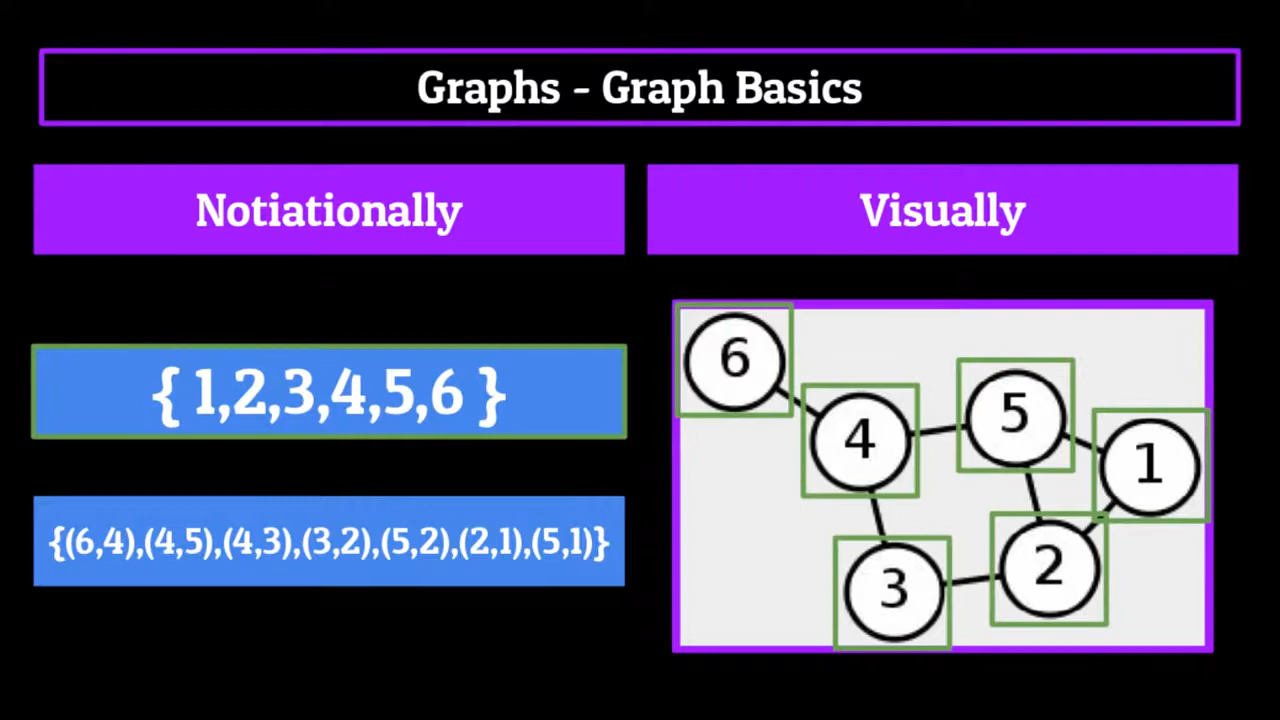 Graphs - Graph Basics
Notiationally
Visually
{ 1,2,3,4,5,6 }
{(6,4),(4,5),(4,3),(3,2),(5,2),(2,1),(5,1)}
6
5
4
1
2
3